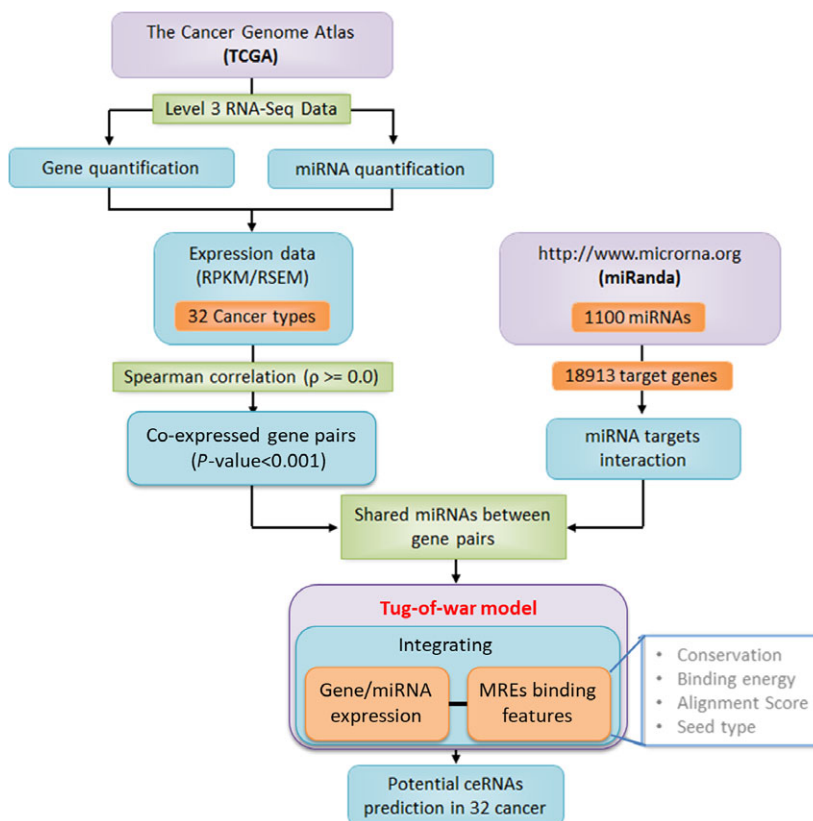 The Cancer Genome Atlas
(TCGA)
Level 3 RNA-Seq Data
Gene quantification
miRNA quantification
Expression data
(RPKM/RSEM)
32 Cancer types
http://www.microrna.org
(miRanda)
1100 miRNAs
Spearman correlation (ρ >= 0.0)
18913 target genes
Co-expressed gene pairs
(P-value<0.001)
miRNA targets
interaction
Shared miRNAs between
gene pairs
Tug-of-war model
Integrating
Gene/miRNA
expression
MREs binding
features
• Conservation
• Binding energy
• Alignment Score
• Seed type
Potential ceRNAs
prediction in 32 cancer